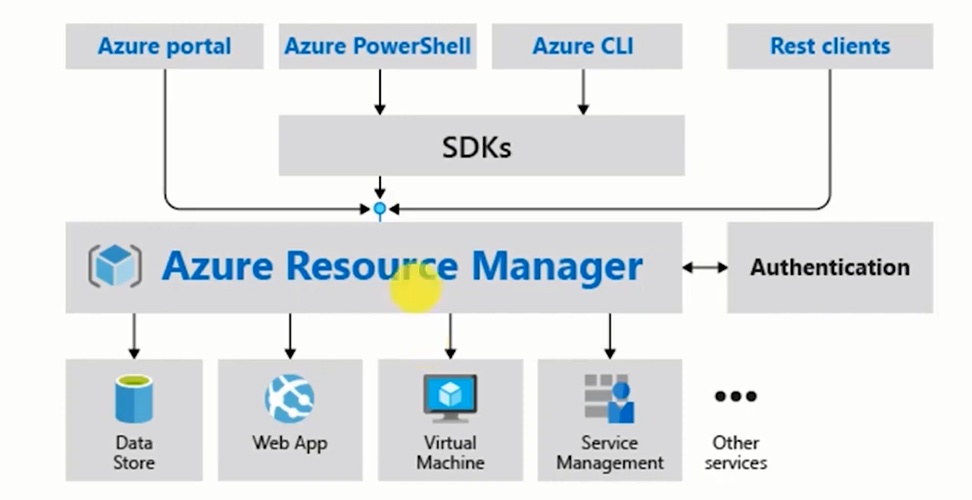 Azure portal
Azure PowerShell
Azure CLI
Rest clients
SDKs
Azure Resource Manager
Authentication
Data
Store
Web App
Virtual
Machine
Service
Management
Other
services